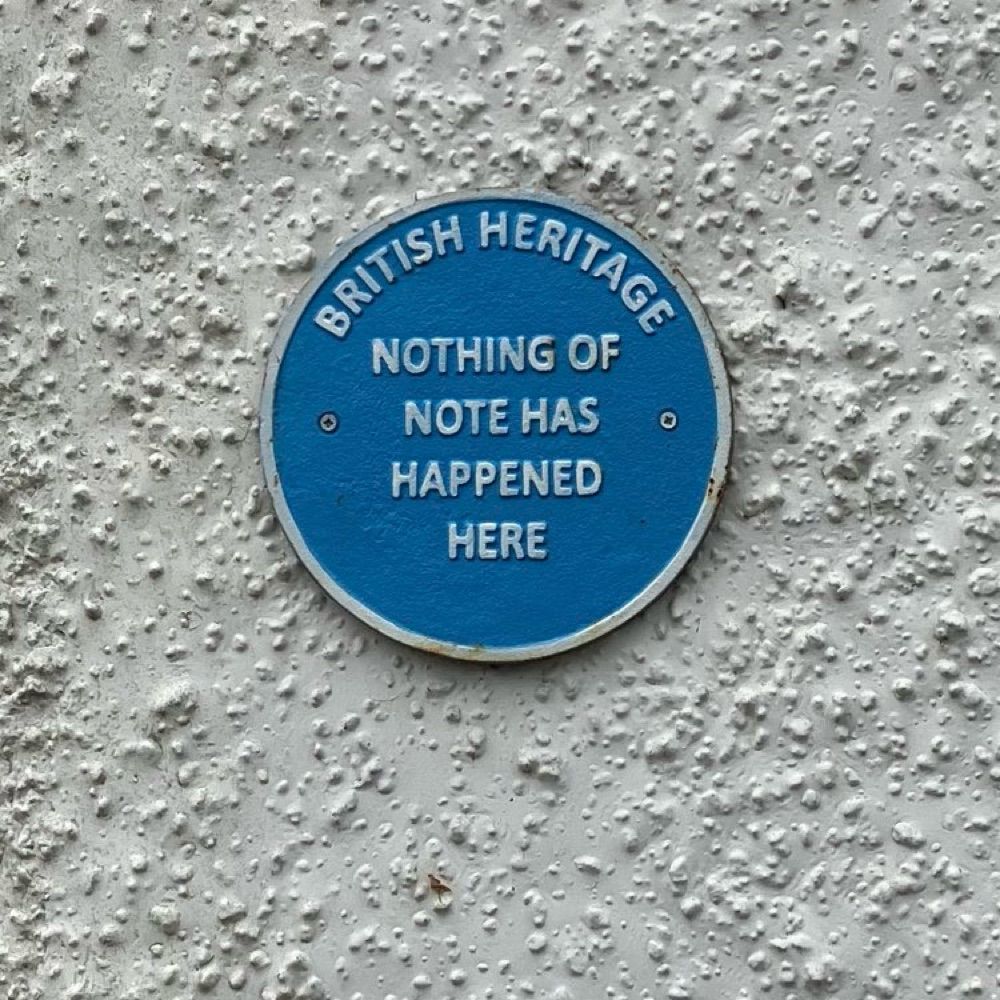 BRITISH HERITAGE
NOTHING OF
NOTE HAS
HAPPENED
HERE